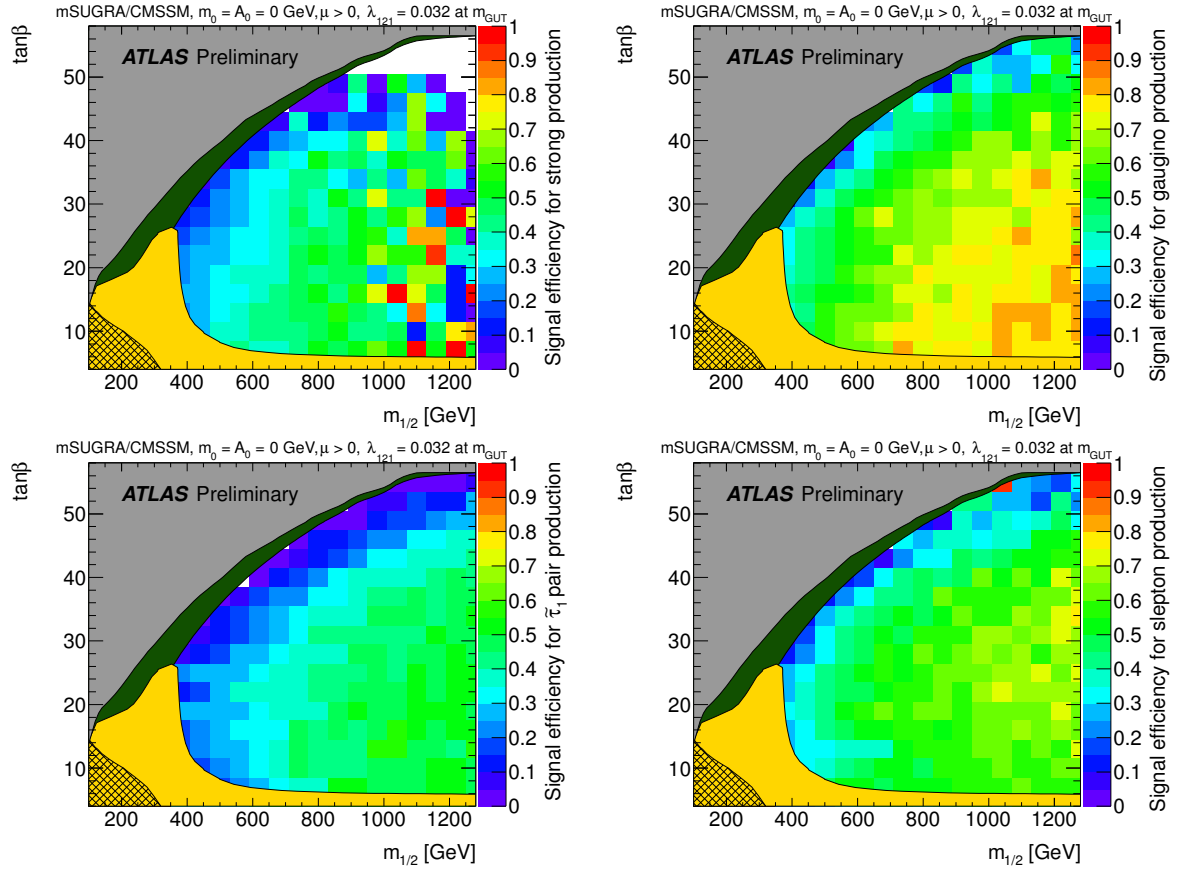 mSUGRA/CMSSM, m0 = A0 = 0 GeV,μ > 0, λ121 = 0.032 at mGUT
tanβ
ATLAS Preliminary
50
40
30
20
10
200 400 600 800 1000 1200
m1/2 [GeV]
1
0.9
0.8
0.7
0.6
0.5
0.4
0.3
0.2
0.1
0
Signal efficiency for strong production
mSUGRA/CMSSM, m0 = A0 = 0 GeV,μ > 0, λ121 = 0.032 at mGUT
tanβ
ATLAS Preliminary
50
40
30
20
10
200 400 600 800 1000 1200
m1/2 [GeV]
1
0.9
0.8
0.7
0.6
0.5
0.4
0.3
0.2
0.1
0
Signal efficiency for gaugino production
mSUGRA/CMSSM, m0 = A0 = 0 GeV,μ > 0, λ121 = 0.032 at mGUT
tanβ
ATLAS Preliminary
50
40
30
20
10
200 400 600 800 1000 1200
m1/2 [GeV]
1
0.9
0.8
0.7
0.6
0.5
0.4
0.3
0.2
0.1
0
Signal efficiency for τ̃1 pair production
mSUGRA/CMSSM, m0 = A0 = 0 GeV,μ > 0, λ121 = 0.032 at mGUT
tanβ
ATLAS Preliminary
50
40
30
20
10
200 400 600 800 1000 1200
m1/2 [GeV]
1
0.9
0.8
0.7
0.6
0.5
0.4
0.3
0.2
0.1
0
Signal efficiency for slepton production